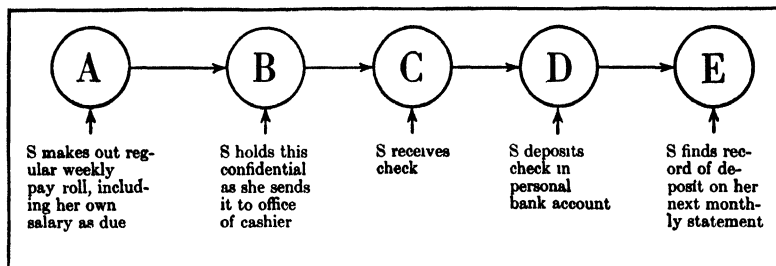 A
B
C
D
E
S makes out reg-
ular weekly
pay roll, includ-
ing her own
salary as due
S holds this
confidential
as she sends
it to office
of cashier
S receives
check
S deposits
check in
personal
bank account
S finds rec-
ord of de-
posit on her
next month-
ly statement